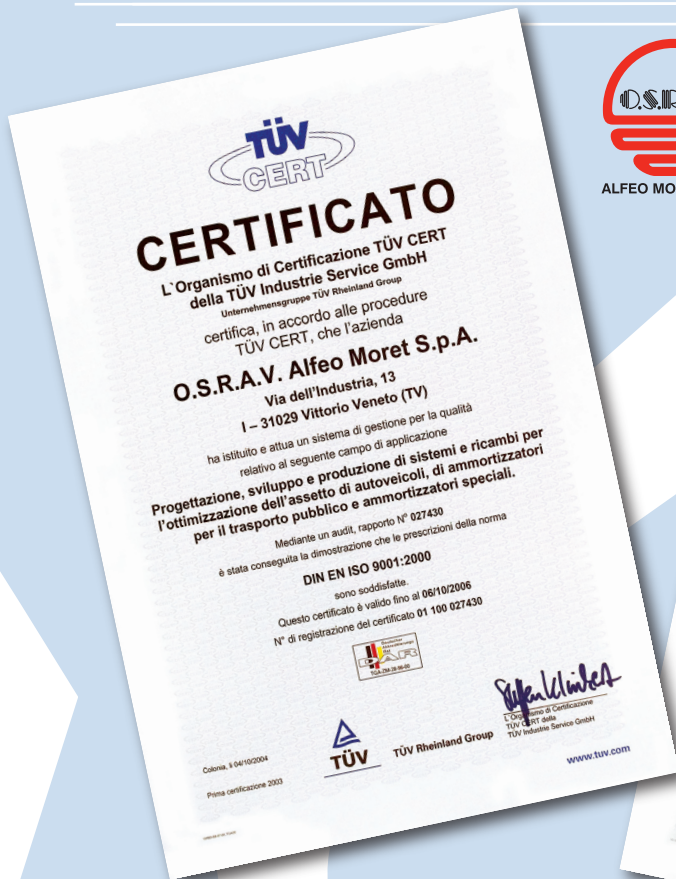 TÜV
CERT
CERTIFICATO
L`Organismo di Certificazione TÜV CERT
della TÜV Industrie Service GmbH
Unternehmensgruppe TÜV Rheinland Group
certifica, in accordo alle procedure
TÜV CERT, che l'azienda
O.S.R.A.V. Alfeo Moret S.p.A.
Via dell'Industria, 13
I – 31029 Vittorio Veneto (TV)
ha istituito e attua un sistema di gestione per la qualità
relativo al seguente campo di applicazione
Progettazione, sviluppo e produzione di sistemi e ricambi per
l'ottimizzazione dell'assetto di autoveicoli, di ammortizzatori
per il trasporto pubblico e ammortizzatori speciali.
Mediante un audit, rapporto N° 027430
è stata conseguita la dimostrazione che le prescrizioni della norma
DIN EN ISO 9001:2000
sono soddisfatte.
Questo certificato è valido fino al 06/10/2006
N° di registrazione del certificato 01 100 027430
DAR
TGA-ZM-28-96-00
L`Organismo di Certificazione
TÜV CERT della
TÜV Industrie Service GmbH
Colonia, li 04/10/2004
TÜV
TÜV Rheinland Group
www.tuv.com
Prima certificazione 2003
O.S.R
ALFEO MO